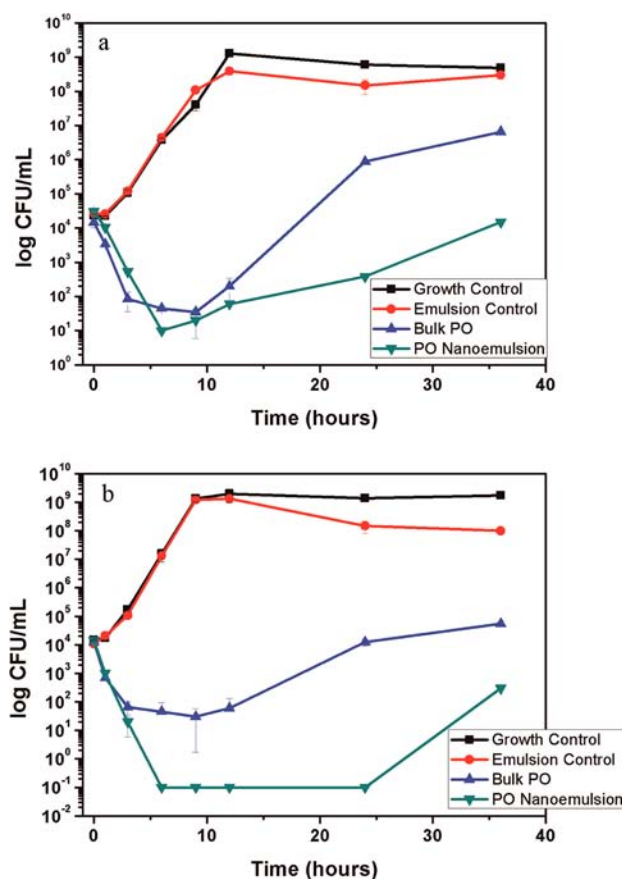 a
log CFU/mL
10^10
10^9
10^8
10^7
10^6
10^5
10^4
10^3
10^2
10^1
10^0
Growth Control
Emulsion Control
Bulk PO
PO Nanoemulsion
0 10 20 30 40
Time (hours)
b
log CFU/mL
10^10
10^9
10^8
10^7
10^6
10^5
10^4
10^3
10^2
10^1
10^0
10^-1
10^-2
Growth Control
Emulsion Control
Bulk PO
PO Nanoemulsion
0 10 20 30 40
Time (hours)